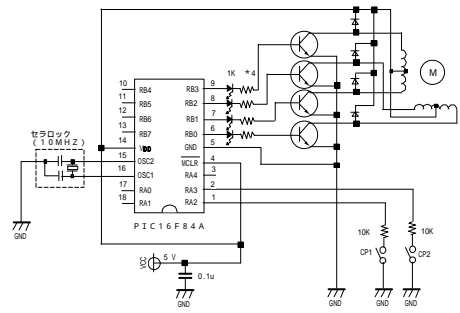 1K *4
10 RB4 RB3 9
11 RB5 RB2 8
12 RB6 RB1 7
13 RB7 RB0 6
14 VDD GND 5
15 OSC2 MCLR 4
16 OSC1 RA4 3
17 RA0 RA3 2
18 RA1 RA2 1
PIC16F84A
セラロック
(10MHZ)
M
GND
VCC 5 V
0.1u
GND
10K
10K
CP1
CP2
GND
GND
GND